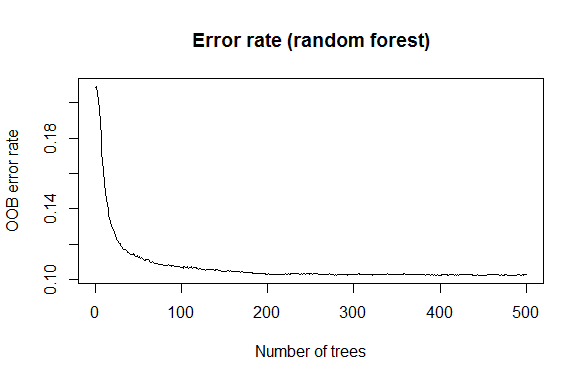 Error rate (random forest)
OOB error rate
0.18
0.14
0.10
0 100 200 300 400 500
Number of trees